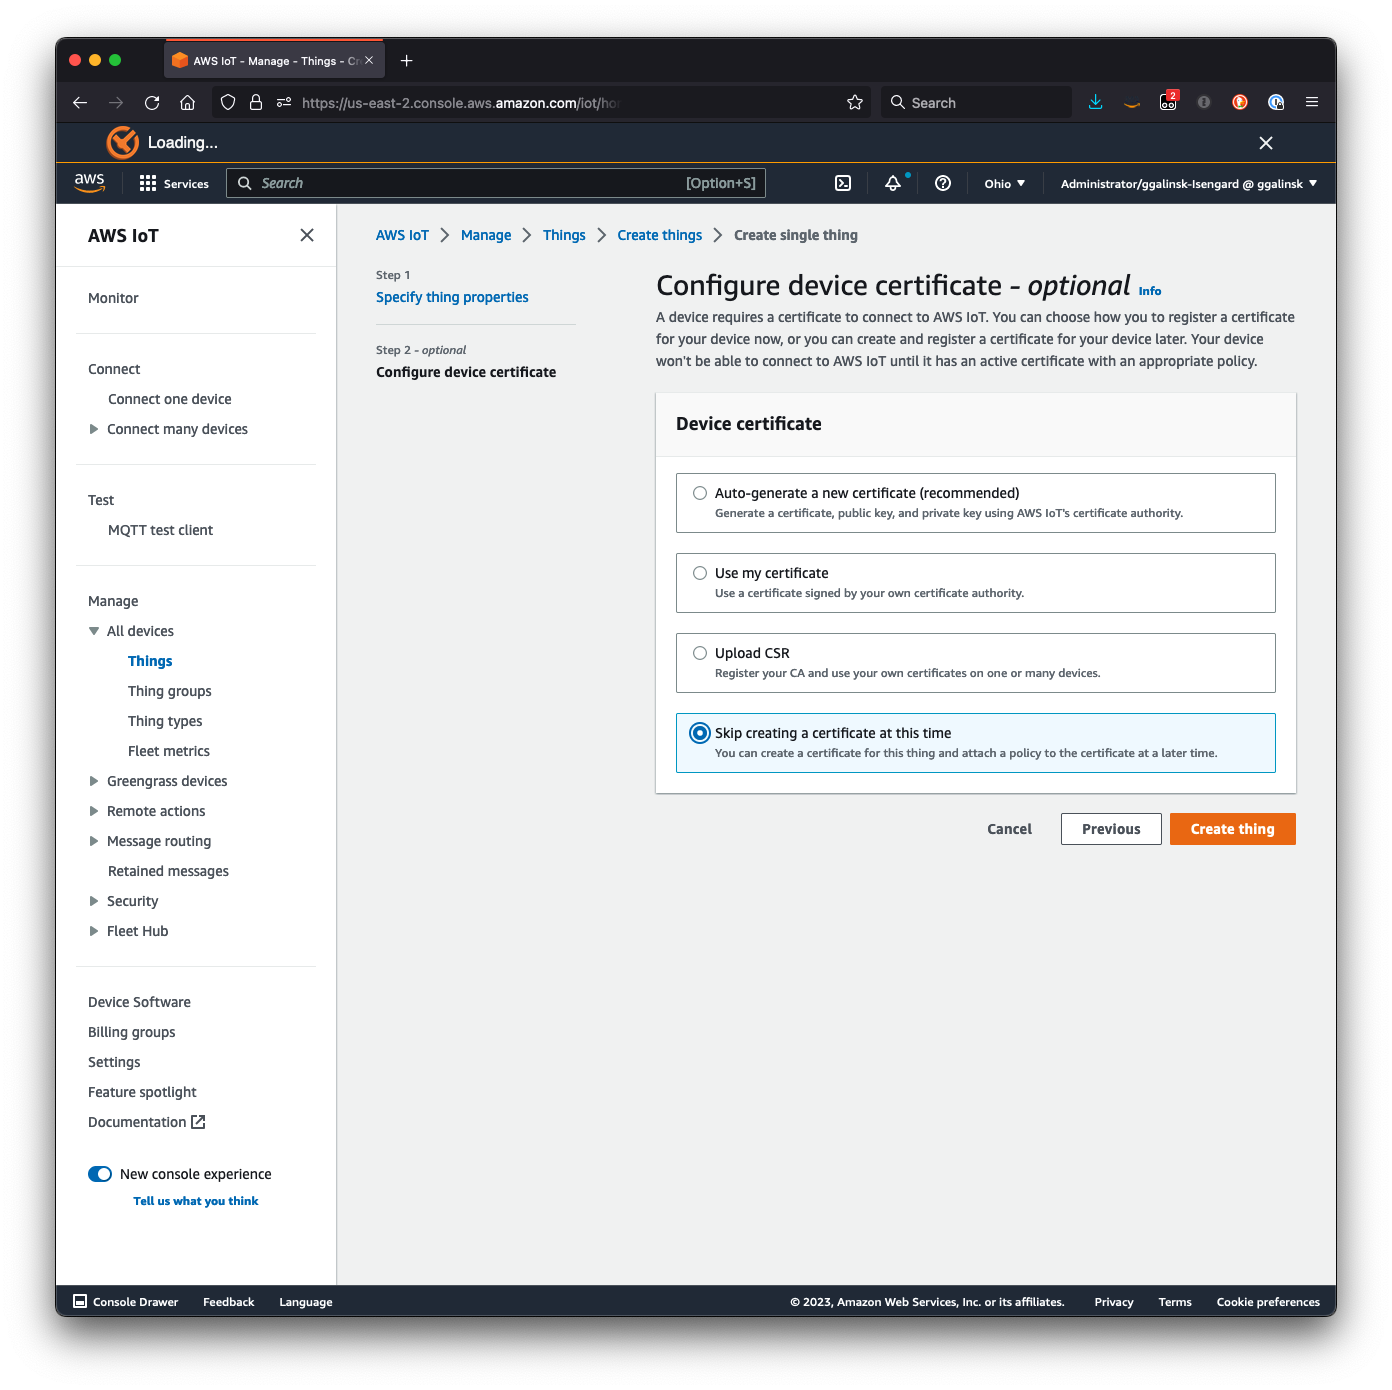 AWS IoT - Manage - Things - Cr
https://us-east-2.console.aws.amazon.com/iot/ho
Search
2
Loading...
aws
Services
Search
[Option+S]
Ohio
Administrator/ggalinsk-Isengard @ ggalinsk
AWS IoT
Monitor
Connect
Connect one device
Connect many devices
Test
MQTT test client
Manage
All devices
Things
Thing groups
Thing types
Fleet metrics
Greengrass devices
Remote actions
Message routing
Retained messages
Security
Fleet Hub
Device Software
Billing groups
Settings
Feature spotlight
Documentation
New console experience
Tell us what you think
AWS IoT
Manage
Things
Create things
Create single thing
Step 1
Specify thing properties
Step 2 - optional
Configure device certificate
Configure device certificate - optional Info
A device requires a certificate to connect to AWS IoT. You can choose how you to register a certificate
for your device now, or you can create and register a certificate for your device later. Your device
won't be able to connect to AWS IoT until it has an active certificate with an appropriate policy.
Device certificate
Auto-generate a new certificate (recommended)
Generate a certificate, public key, and private key using AWS IoT's certificate authority.
Use my certificate
Use a certificate signed by your own certificate authority.
Upload CSR
Register your CA and use your own certificates on one or many devices.
Skip creating a certificate at this time
You can create a certificate for this thing and attach a policy to the certificate at a later time.
Cancel
Previous
Create thing
Console Drawer
Feedback
Language
© 2023, Amazon Web Services, Inc. or its affiliates.
Privacy
Terms
Cookie preferences